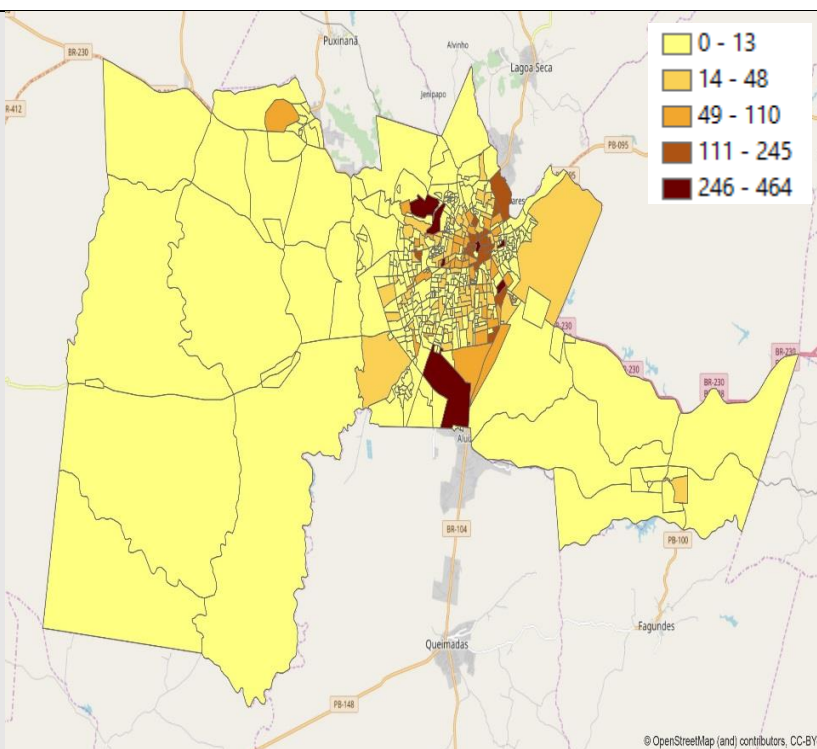 0 - 13
14 - 48
49 - 110
111 - 245
246 - 464
BR-230
Puxinanã
Alvinho
Lagoa Seca
Jenipapo
PB-095
BR-230
BR-230
PB-100
BR-104
Fagundes
Queimadas
PB-148
© OpenStreetMap (and) contributors, CC-BY